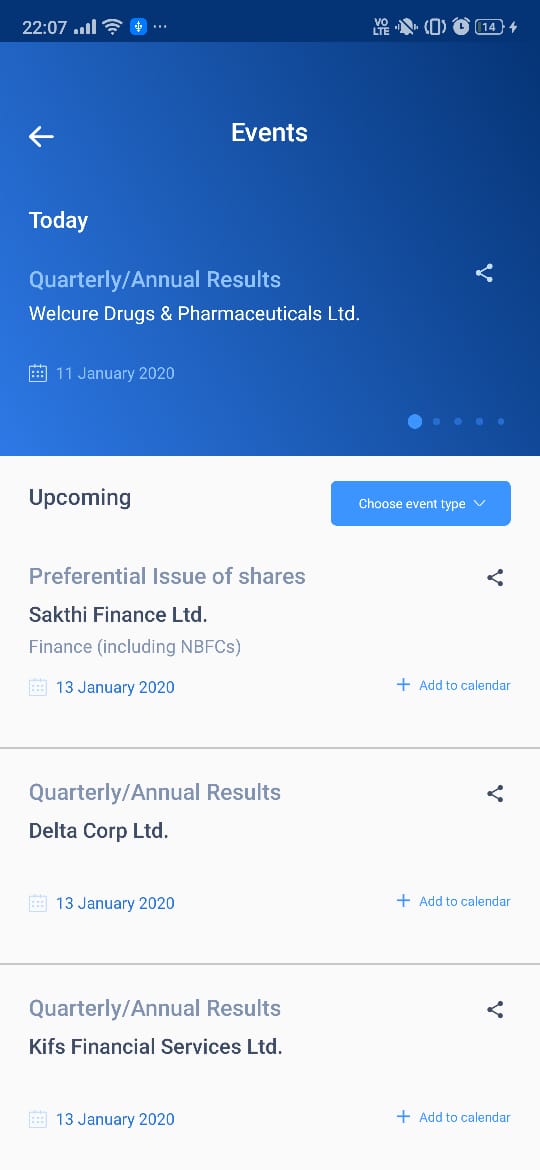 22:07 VO LTE 14
Events
Today
Quarterly/Annual Results
Welcure Drugs & Pharmaceuticals Ltd.
11 January 2020
Upcoming
Choose event type
Preferential Issue of shares
Sakthi Finance Ltd.
Finance (including NBFCs)
13 January 2020 + Add to calendar
Quarterly/Annual Results
Delta Corp Ltd.
13 January 2020 + Add to calendar
Quarterly/Annual Results
Kifs Financial Services Ltd.
13 January 2020 + Add to calendar